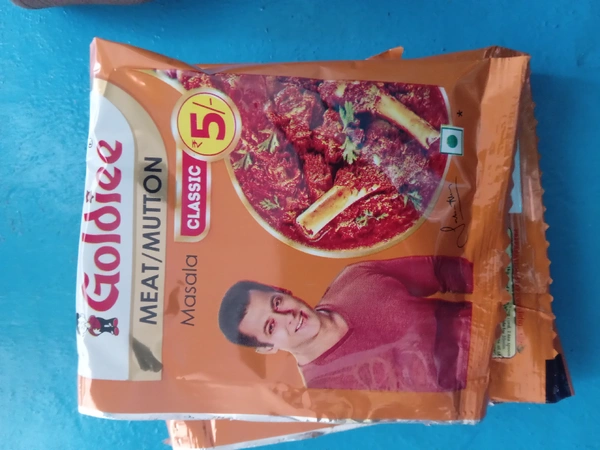 Goldiee
MEAT/MUTTON
Masala
CLASSIC
₹5/-
*